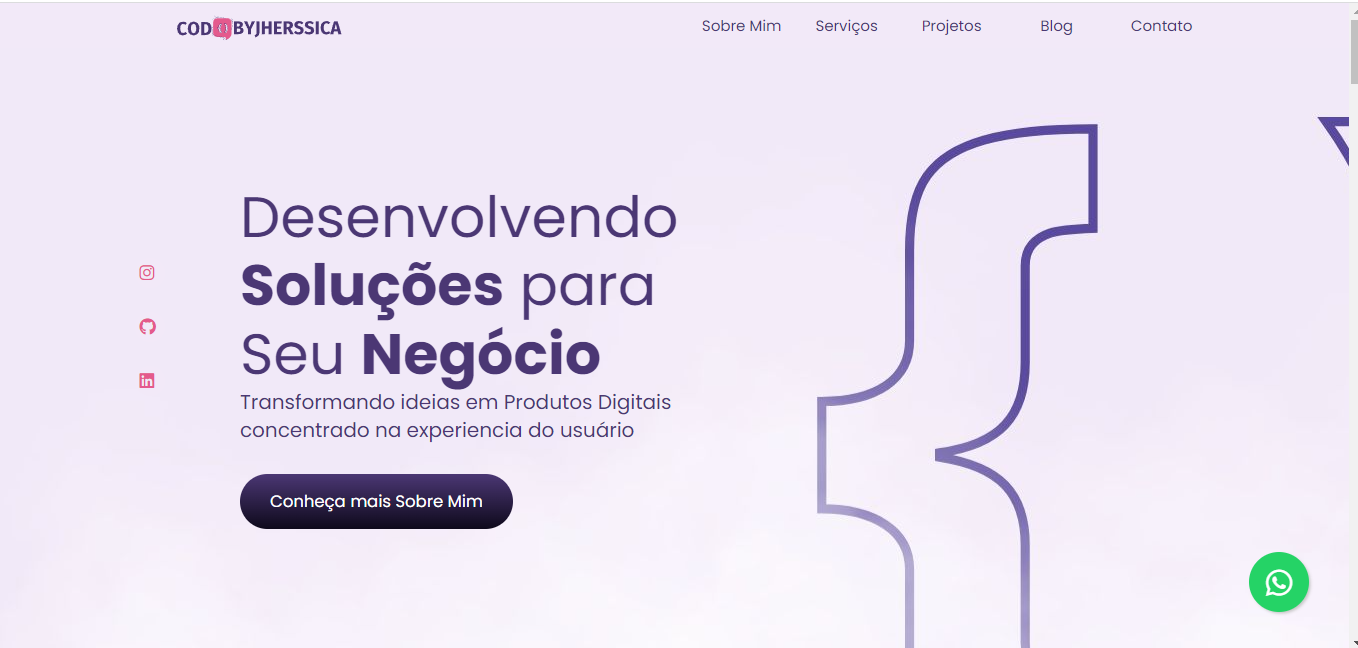 COD{}BYJHERSSICA
Sobre Mim Serviços Projetos Blog Contato
Desenvolvendo
Soluções para
Seu Negócio
Transformando ideias em Produtos Digitais
concentrado na experiencia do usuário
Conheça mais Sobre Mim